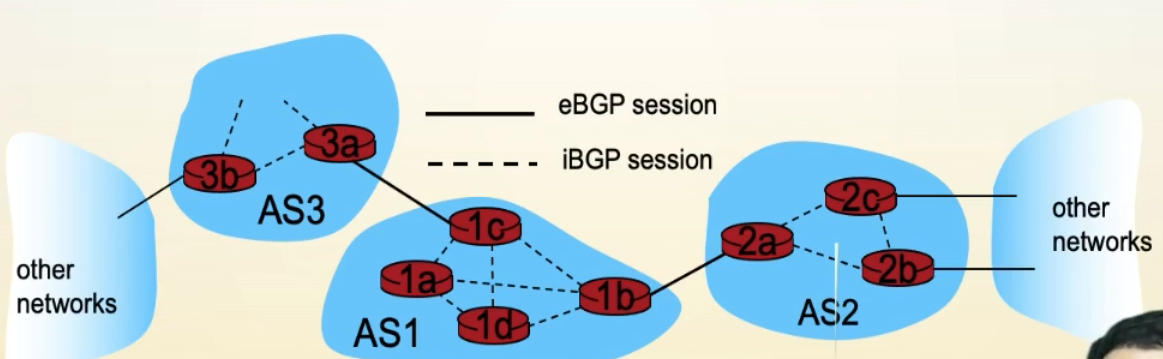 eBGP session
iBGP session
3a
3b
AS3
1c
1a
1b
1d
AS1
2c
2a
2b
AS2
other
networks
other
networks